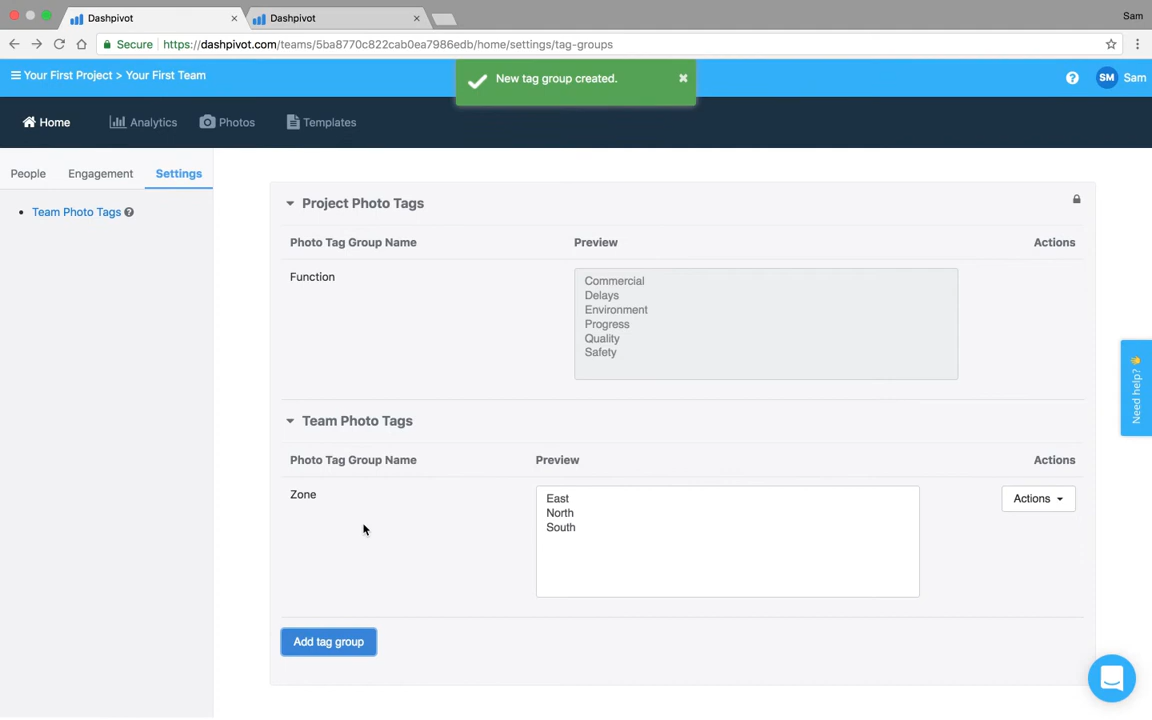 Dashpivot
Dashpivot
Sam
Secure https://dashpivot.com/teams/5ba8770c822cab0ea7986edb/home/settings/tag-groups
Your First Project > Your First Team
New tag group created.
SM Sam
Home
Analytics
Photos
Templates
People
Engagement
Settings
Team Photo Tags
Project Photo Tags
Photo Tag Group Name Preview Actions
Function
Commercial
Delays
Environment
Progress
Quality
Safety
Need help?
Team Photo Tags
Photo Tag Group Name Preview Actions
Zone
East
North
South
Actions
Add tag group